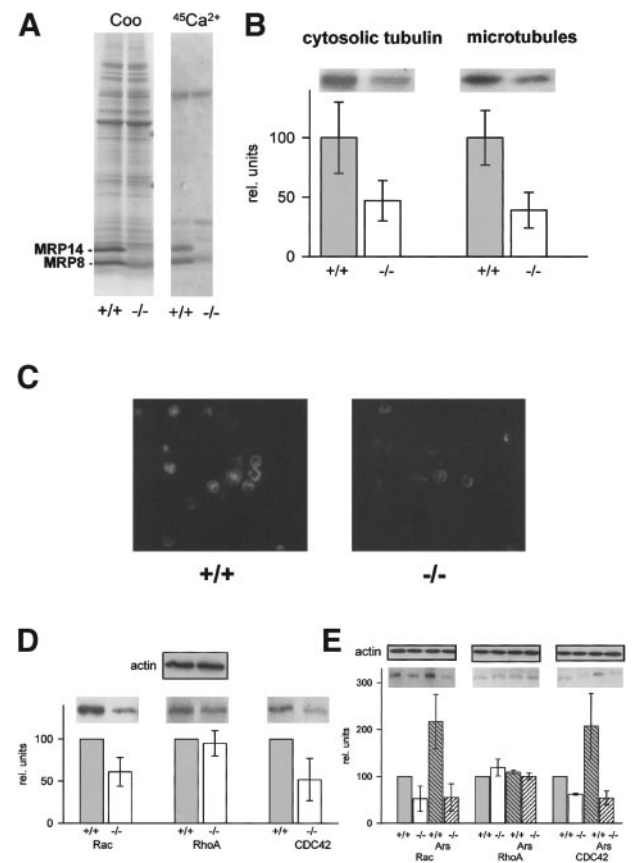 A
Coo
45Ca2+
MRP14 -
MRP8 -
+/+ -/- +/+ -/-
B
cytosolic tubulin microtubules
rel. units
100
50
0
+/+ -/- +/+ -/-
C
+/+ -/-
D
actin
rel. units
100
50
0
+/+ -/- +/+ -/- +/+ -/-
Rac RhoA CDC42
E
actin
rel. units
300
200
100
0
+/+ -/- +/+ -/- +/+ -/- +/+ -/- +/+ -/- +/+ -/-
Ars Ars Ars
Rac RhoA CDC42